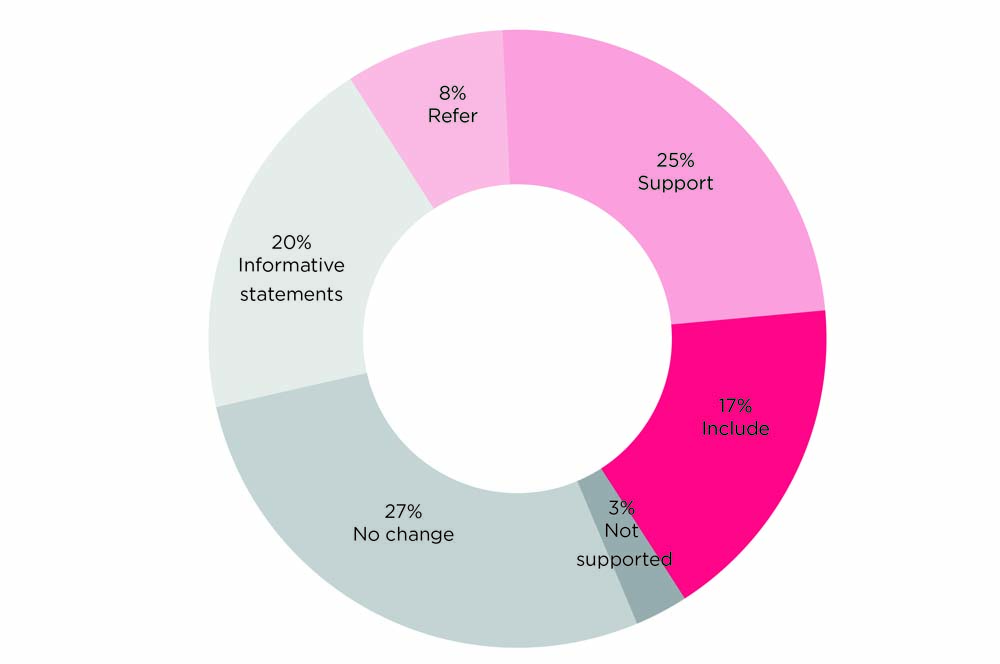 8%
Refer
25%
Support
20%
Informative
statements
17%
Include
27%
No change
3%
Not
supported